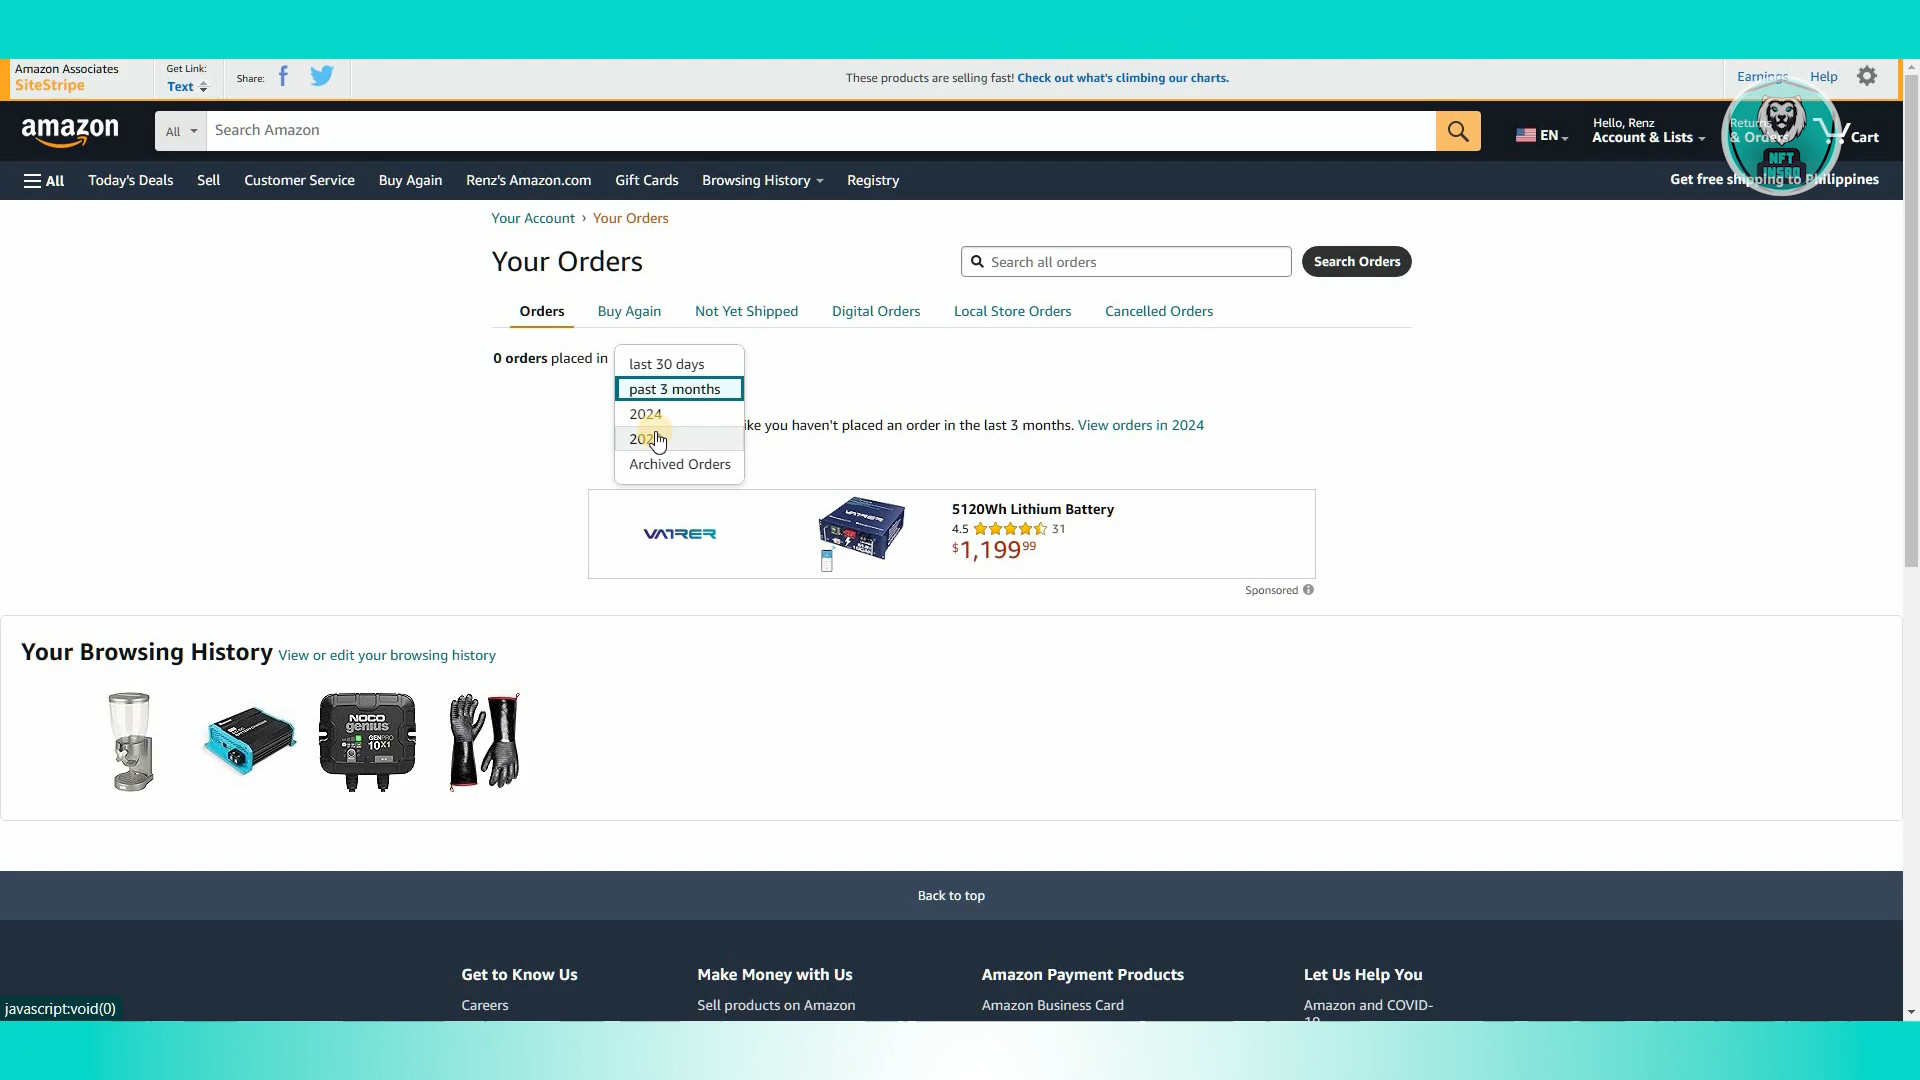 Amazon Associates
SiteStripe
Get Link:
Text
Share:
These products are selling fast! Check out what's climbing our charts.
Earnings
Help
amazon
All
Search Amazon
EN
Hello, Renz
Account & Lists
Returns
& Orders
Cart
NFT
All
Today's Deals
Sell
Customer Service
Buy Again
Renz's Amazon.com
Gift Cards
Browsing History
Registry
Get free shipping to Philippines
Your Account › Your Orders
Your Orders
Search all orders
Search Orders
Orders
Buy Again
Not Yet Shipped
Digital Orders
Local Store Orders
Cancelled Orders
0 orders placed in
last 30 days
past 3 months
2024
Archived Orders
you haven't placed an order in the last 3 months. View orders in 2024
VATRER
VATRER
5120Wh Lithium Battery
4.5
31
$1,199.99
Sponsored
Your Browsing History
View or edit your browsing history
NOCO
genius
GENPRO
10X1
Back to top
Get to Know Us
Make Money with Us
Amazon Payment Products
Let Us Help You
Careers
Sell products on Amazon
Amazon Business Card
Amazon and COVID-
javascript:void(0)